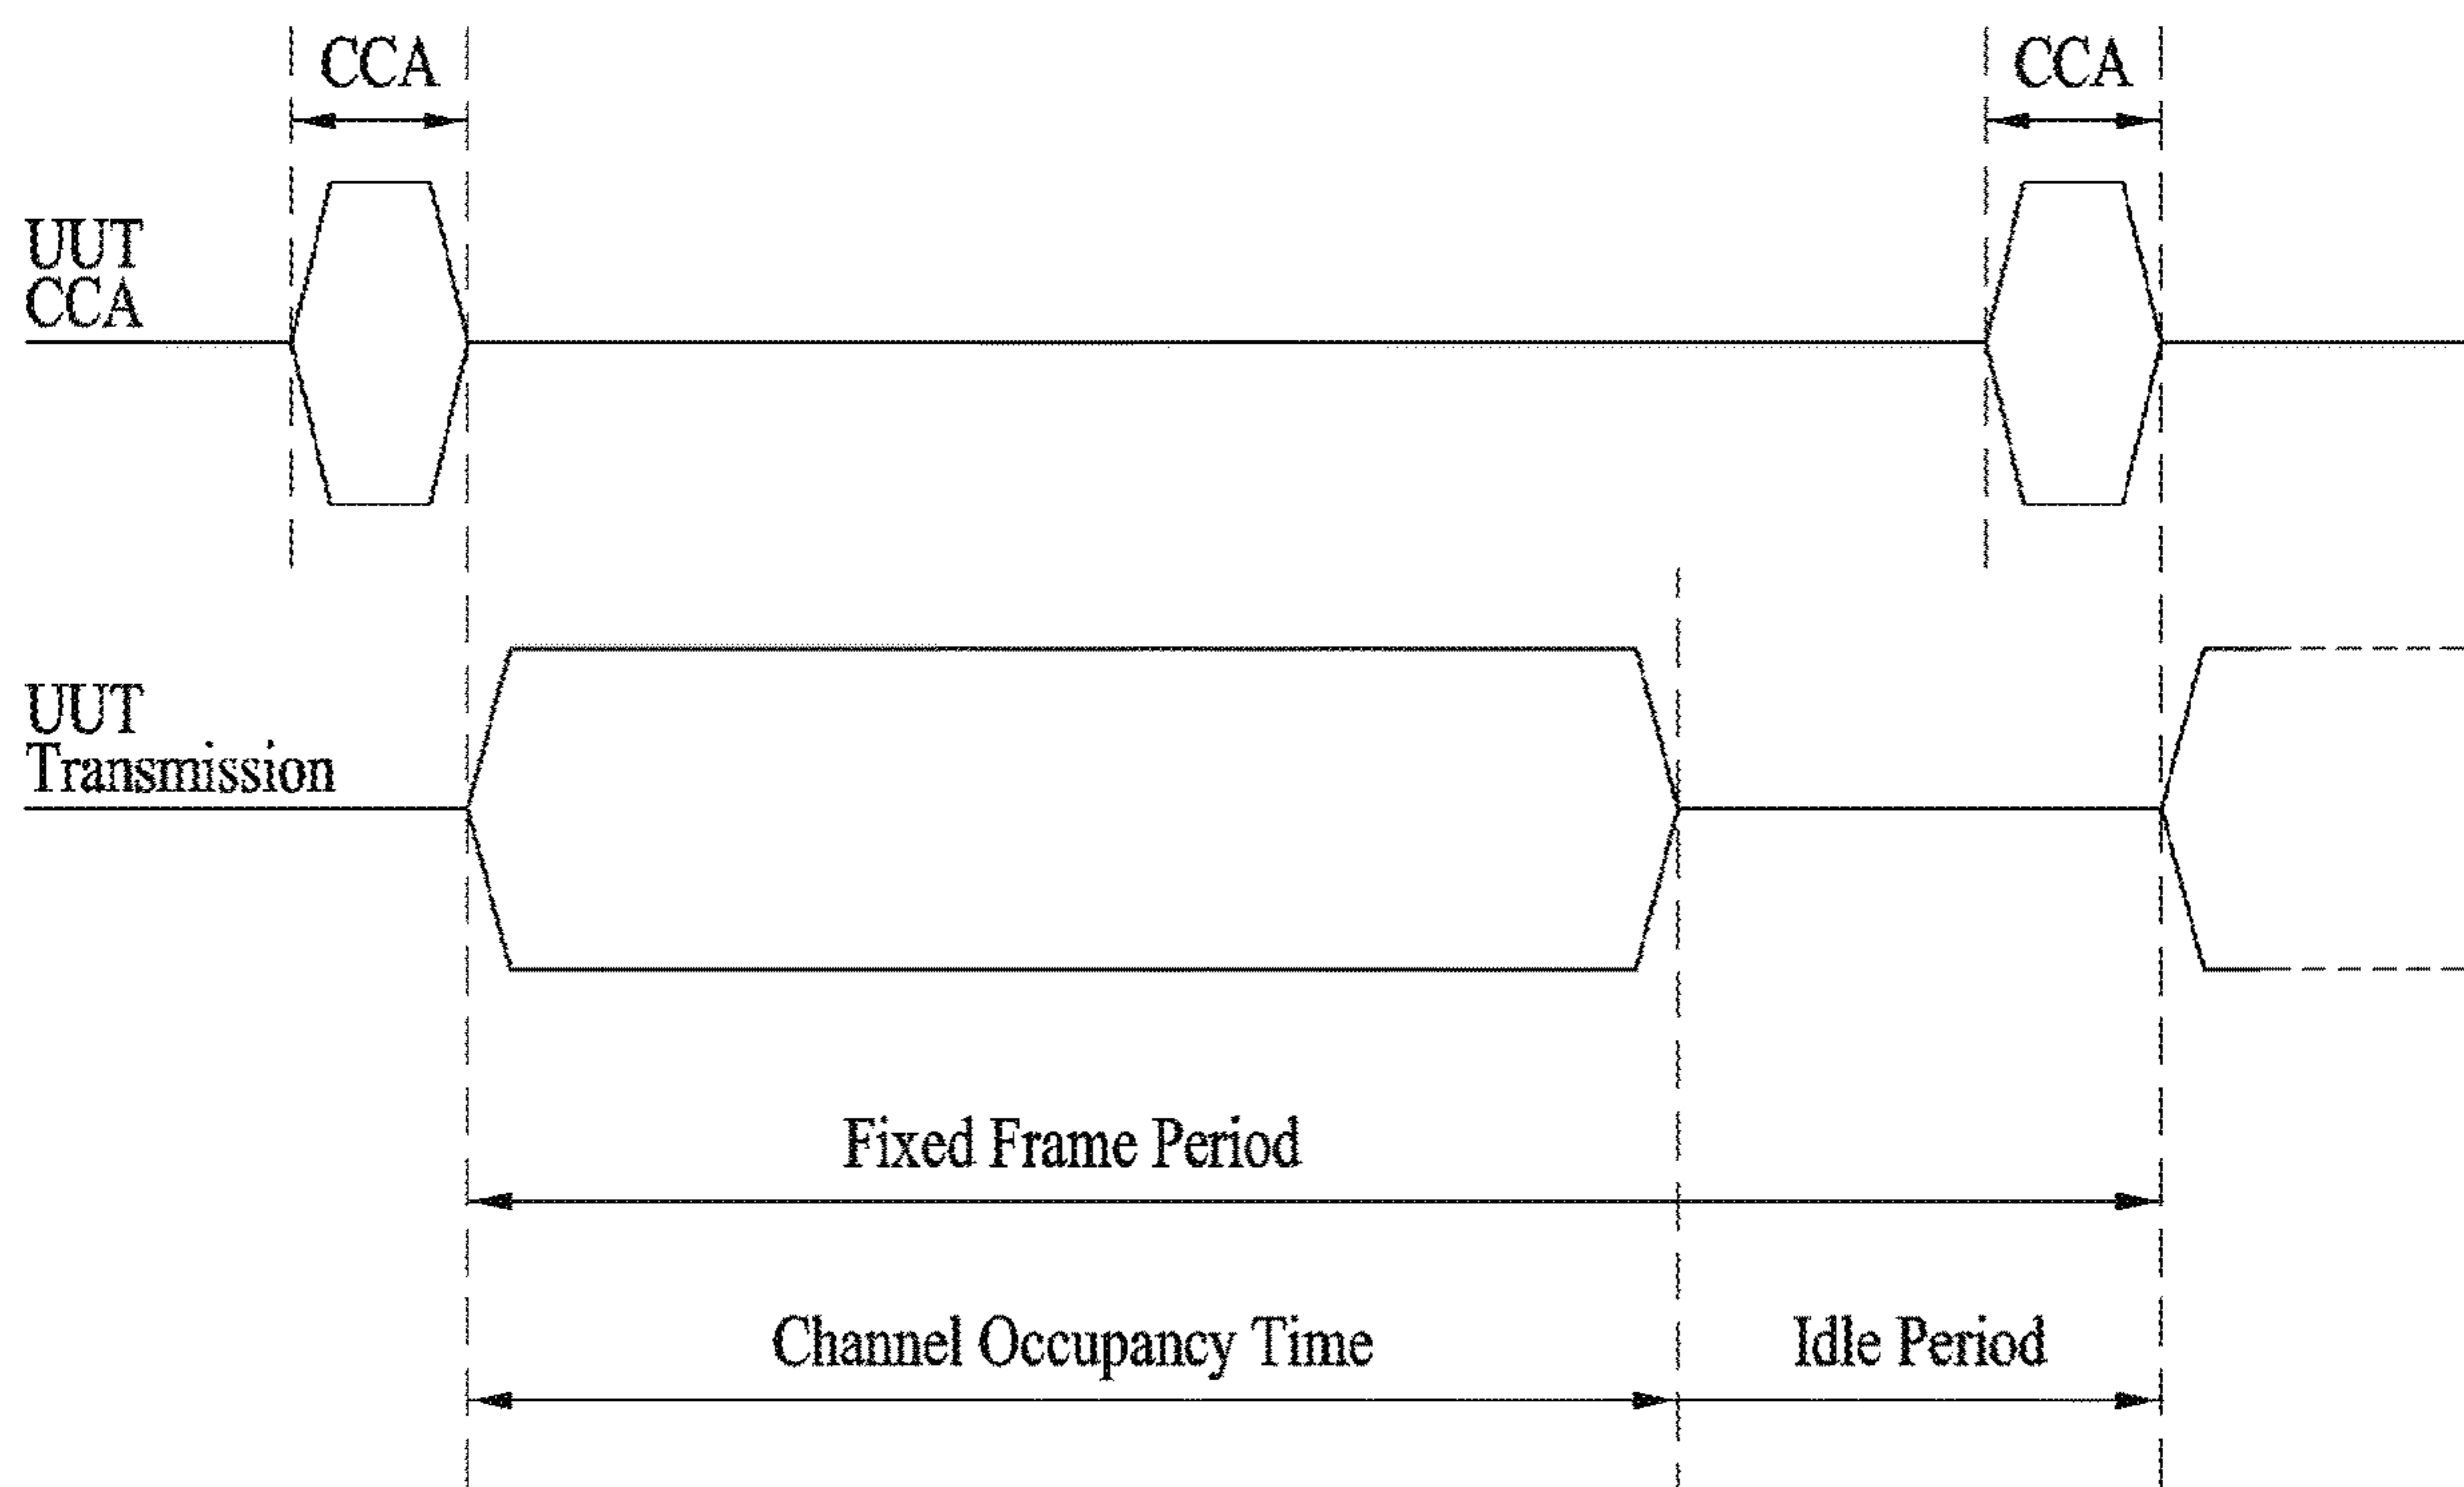 CCA
CCA
UUT
CCA
UUT
Transmission
Fixed Frame Period
Channel Occupancy Time
Idle Period